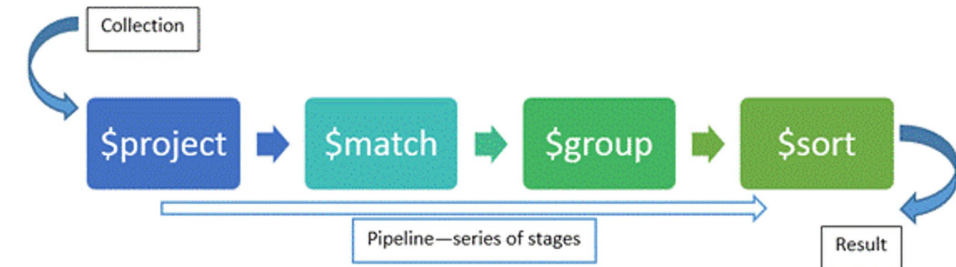 Collection
$project
$match
$group
$sort
Pipeline—series of stages
Result